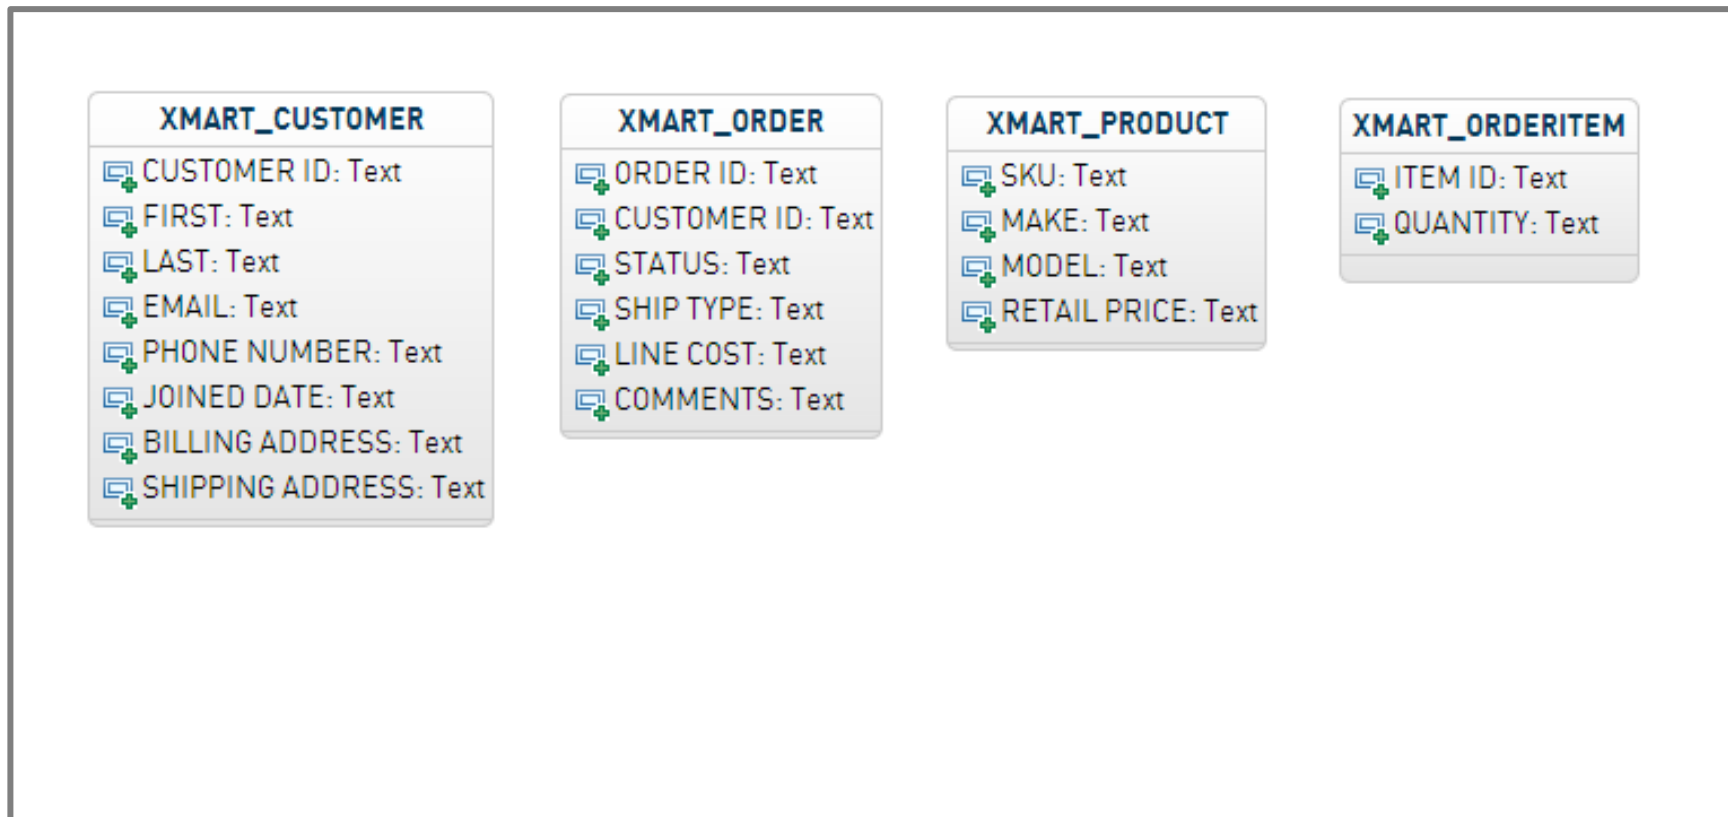 XMART_CUSTOMER
CUSTOMER ID: Text
FIRST: Text
LAST: Text
EMAIL: Text
PHONE NUMBER: Text
JOINED DATE: Text
BILLING ADDRESS: Text
SHIPPING ADDRESS: Text
XMART_ORDER
ORDER ID: Text
CUSTOMER ID: Text
STATUS: Text
SHIP TYPE: Text
LINE COST: Text
COMMENTS: Text
XMART_PRODUCT
SKU: Text
MAKE: Text
MODEL: Text
RETAIL PRICE: Text
XMART_ORDERITEM
ITEM ID: Text
QUANTITY: Text